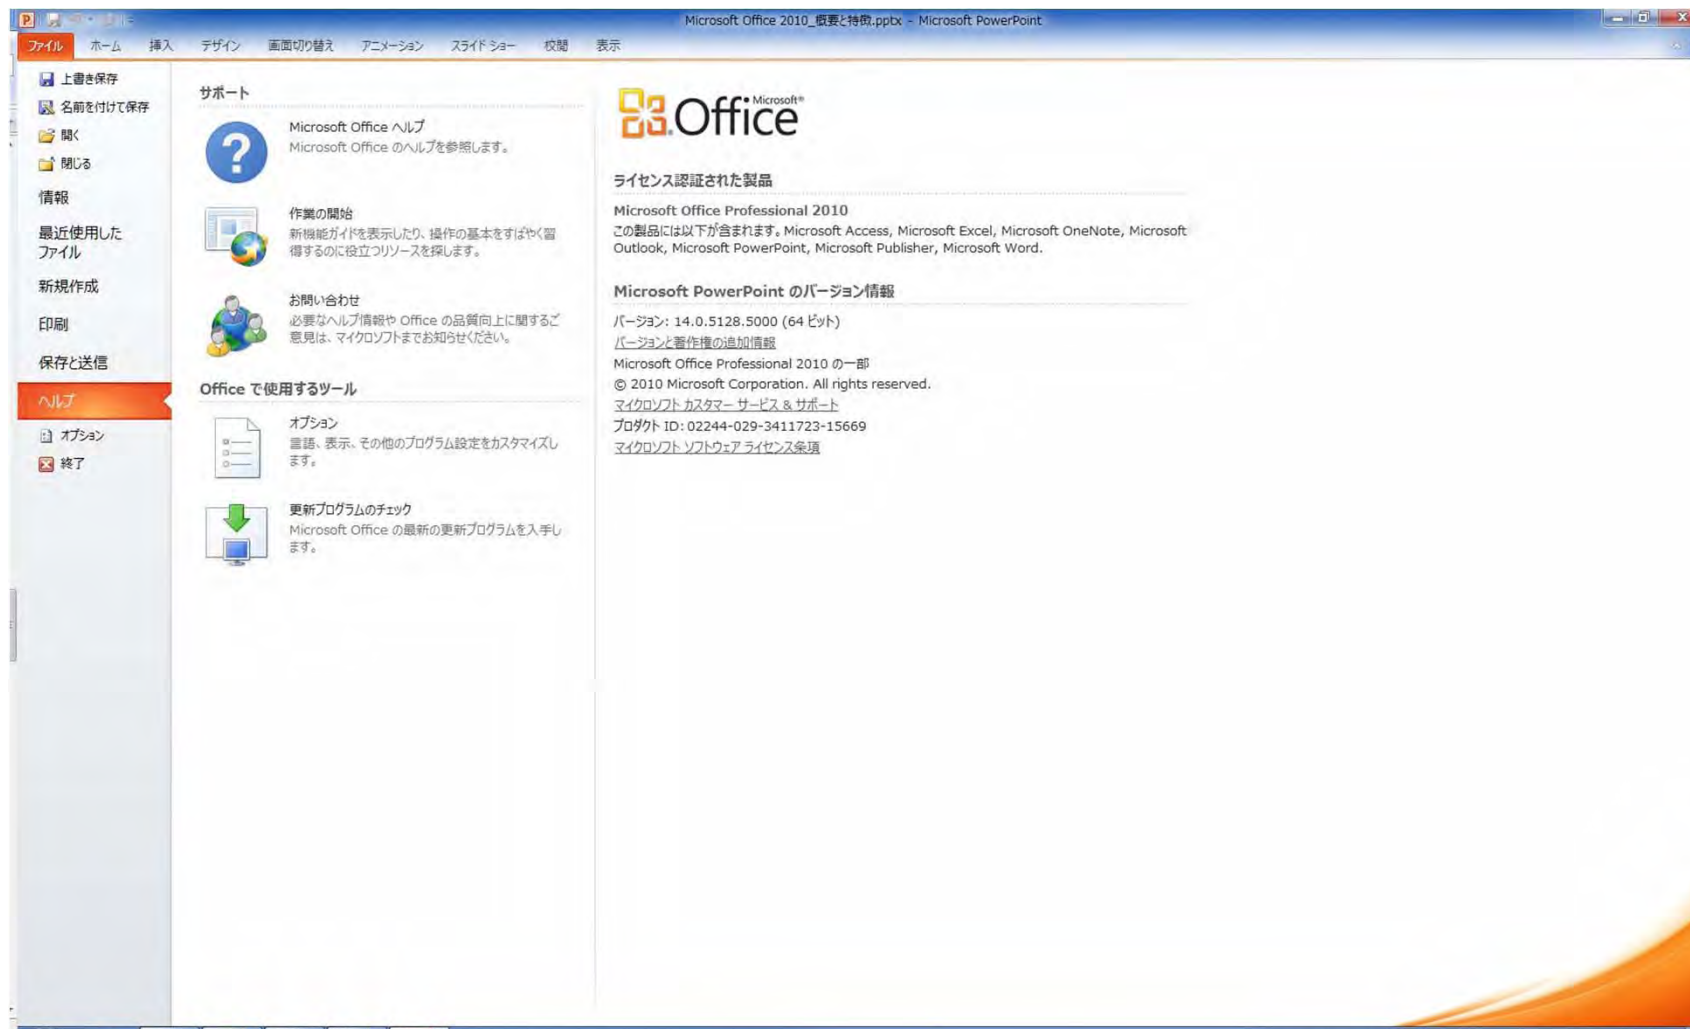 Microsoft Office 2010_概要と特徴.pptx - Microsoft PowerPoint
ファイル ホーム 挿入 デザイン 画面切り替え アニメーション スライド ショー 校閲 表示
上書き保存
名前を付けて保存
開く
閉じる
情報
最近使用した
ファイル
新規作成
印刷
保存と送信
ヘルプ
オプション
終了
サポート
Microsoft Office ヘルプ
Microsoft Office のヘルプを参照します。
作業の開始
新機能ガイドを表示したり、操作の基本をすばやく習
得するのに役立つリソースを探します。
お問い合わせ
必要なヘルプ情報や Office の品質向上に関するご
意見は、マイクロソフトまでお知らせください。
Office で使用するツール
オプション
言語、表示、その他のプログラム設定をカスタマイズし
ます。
更新プログラムのチェック
Microsoft Office の最新の更新プログラムを入手し
ます。
Microsoft Office
ライセンス認証された製品
Microsoft Office Professional 2010
この製品には以下が含まれます。Microsoft Access, Microsoft Excel, Microsoft OneNote, Microsoft
Outlook, Microsoft PowerPoint, Microsoft Publisher, Microsoft Word.
Microsoft PowerPoint のバージョン情報
バージョン: 14.0.5128.5000 (64 ビット)
バージョンと著作権の追加情報
Microsoft Office Professional 2010 の一部
© 2010 Microsoft Corporation. All rights reserved.
マイクロソフト カスタマー サービス & サポート
プロダクト ID: 02244-029-3411723-15669
マイクロソフト ソフトウェア ライセンス条項